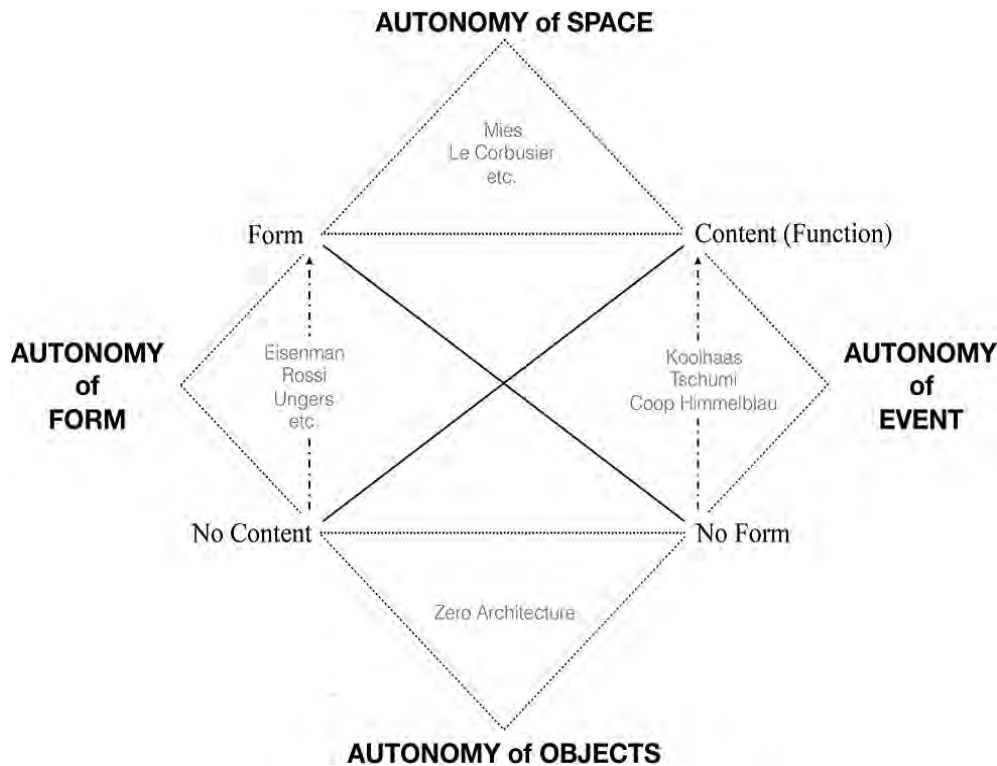 AUTONOMY of SPACE
Mies
Le Corbusier
etc.
Form
Content (Function)
AUTONOMY
of
FORM
Eisenman
Rossi
Ungers
etc.
Koolhaas
Tschumi
Coop Himmelblau
AUTONOMY
of
EVENT
No Content
No Form
Zero Architecture
AUTONOMY of OBJECTS